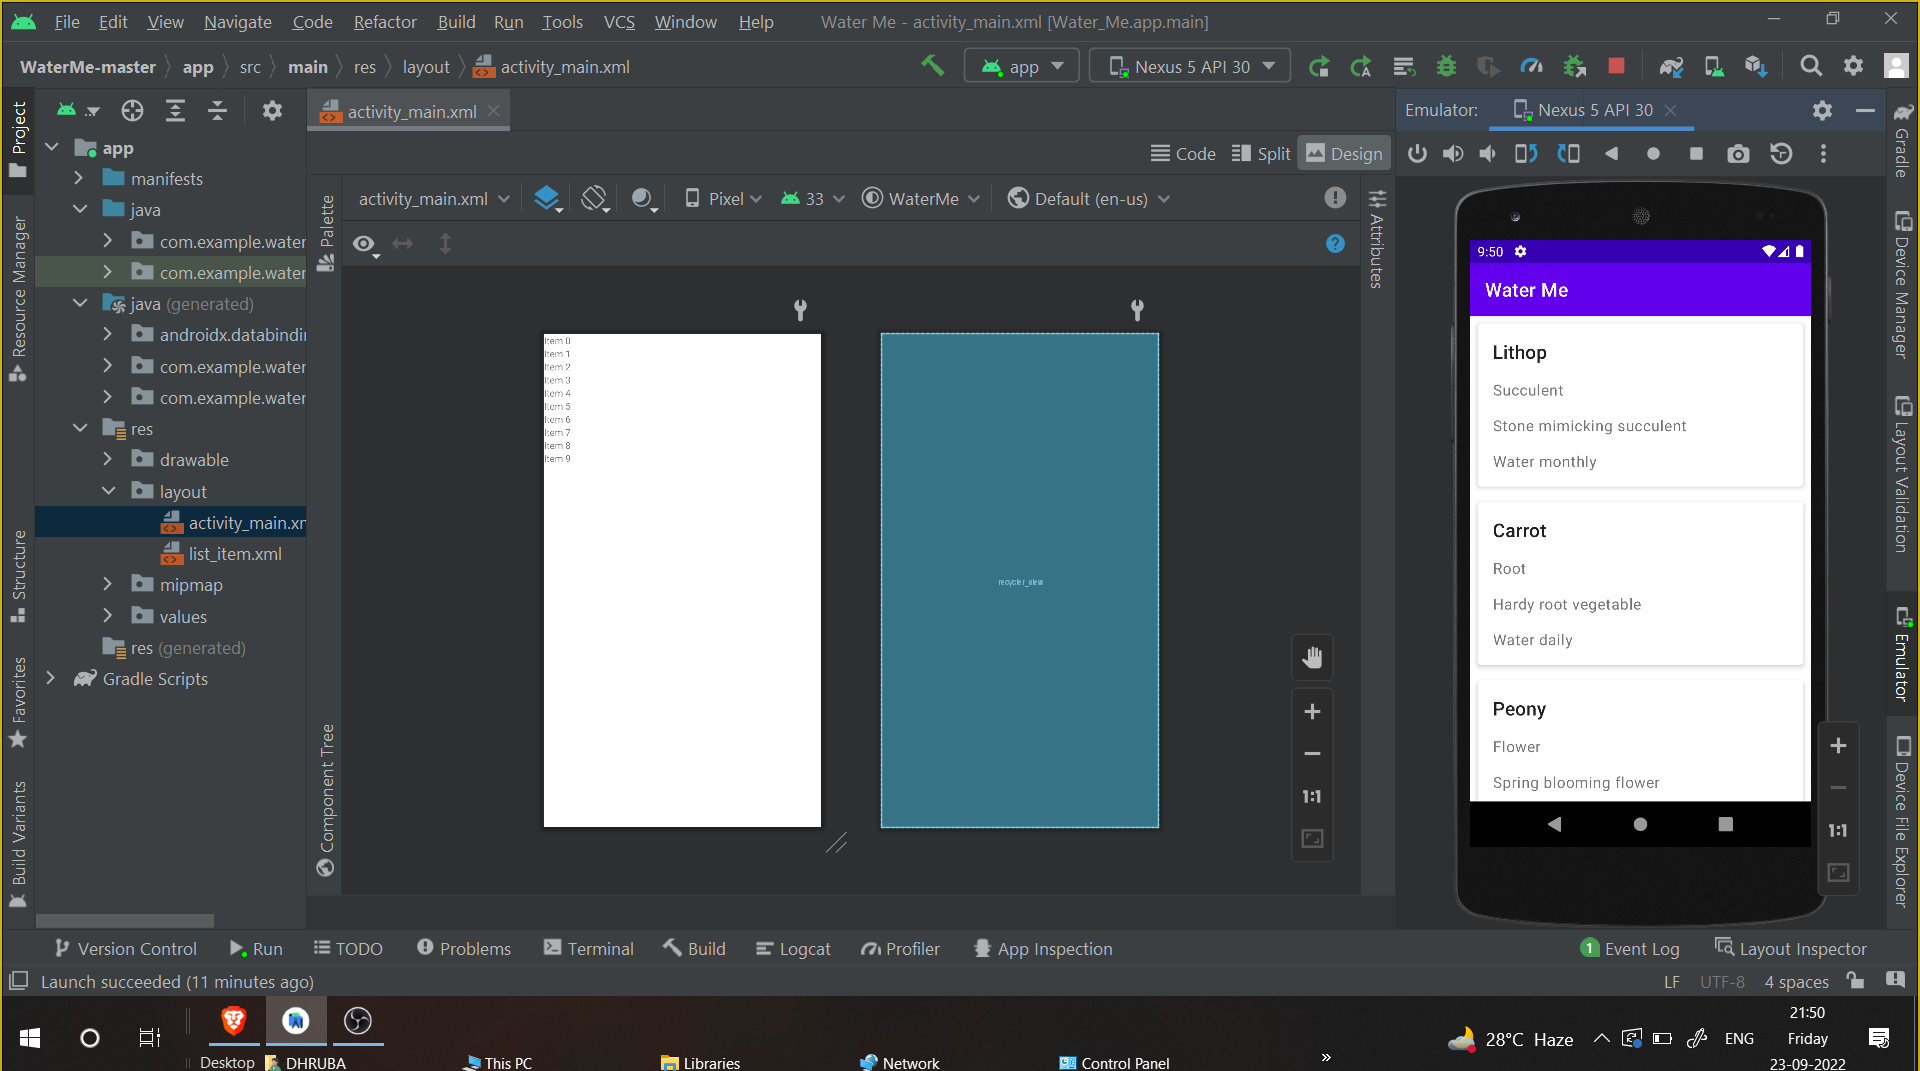 File Edit View Navigate Code Refactor Build Run Tools VCS Window Help Water Me - activity_main.xml [Water_Me.app.main]
WaterMe-master app src main res layout activity_main.xml app Nexus 5 API 30
activity_main.xml
Emulator: Nexus 5 API 30
Code Split Design
activity_main.xml Pixel 33 WaterMe Default (en-us)
Project
Resource Manager
Structure
Favorites
Build Variants
app
manifests
java
com.example.water
com.example.water
java (generated)
androidx.databindin
com.example.water
com.example.water
res
drawable
layout
activity_main.xm
list_item.xml
mipmap
values
res (generated)
Gradle Scripts
Palette
Component Tree
Item 0
Item 1
Item 2
Item 3
Item 4
Item 5
Item 6
Item 7
Item 8
Item 9
recycler_view
1:1
Attributes
9:50
Water Me
Lithop
Succulent
Stone mimicking succulent
Water monthly
Carrot
Root
Hardy root vegetable
Water daily
Peony
Flower
Spring blooming flower
1:1
Gradle
Device Manager
Layout Validation
Emulator
Device File Explorer
Version Control Run TODO Problems Terminal Build Logcat Profiler App Inspection 1 Event Log Layout Inspector
Launch succeeded (11 minutes ago) LF UTF-8 4 spaces
Desktop DHRUBA This PC Libraries Network Control Panel »
28°C Haze ENG
21:50
Friday
23-09-2022